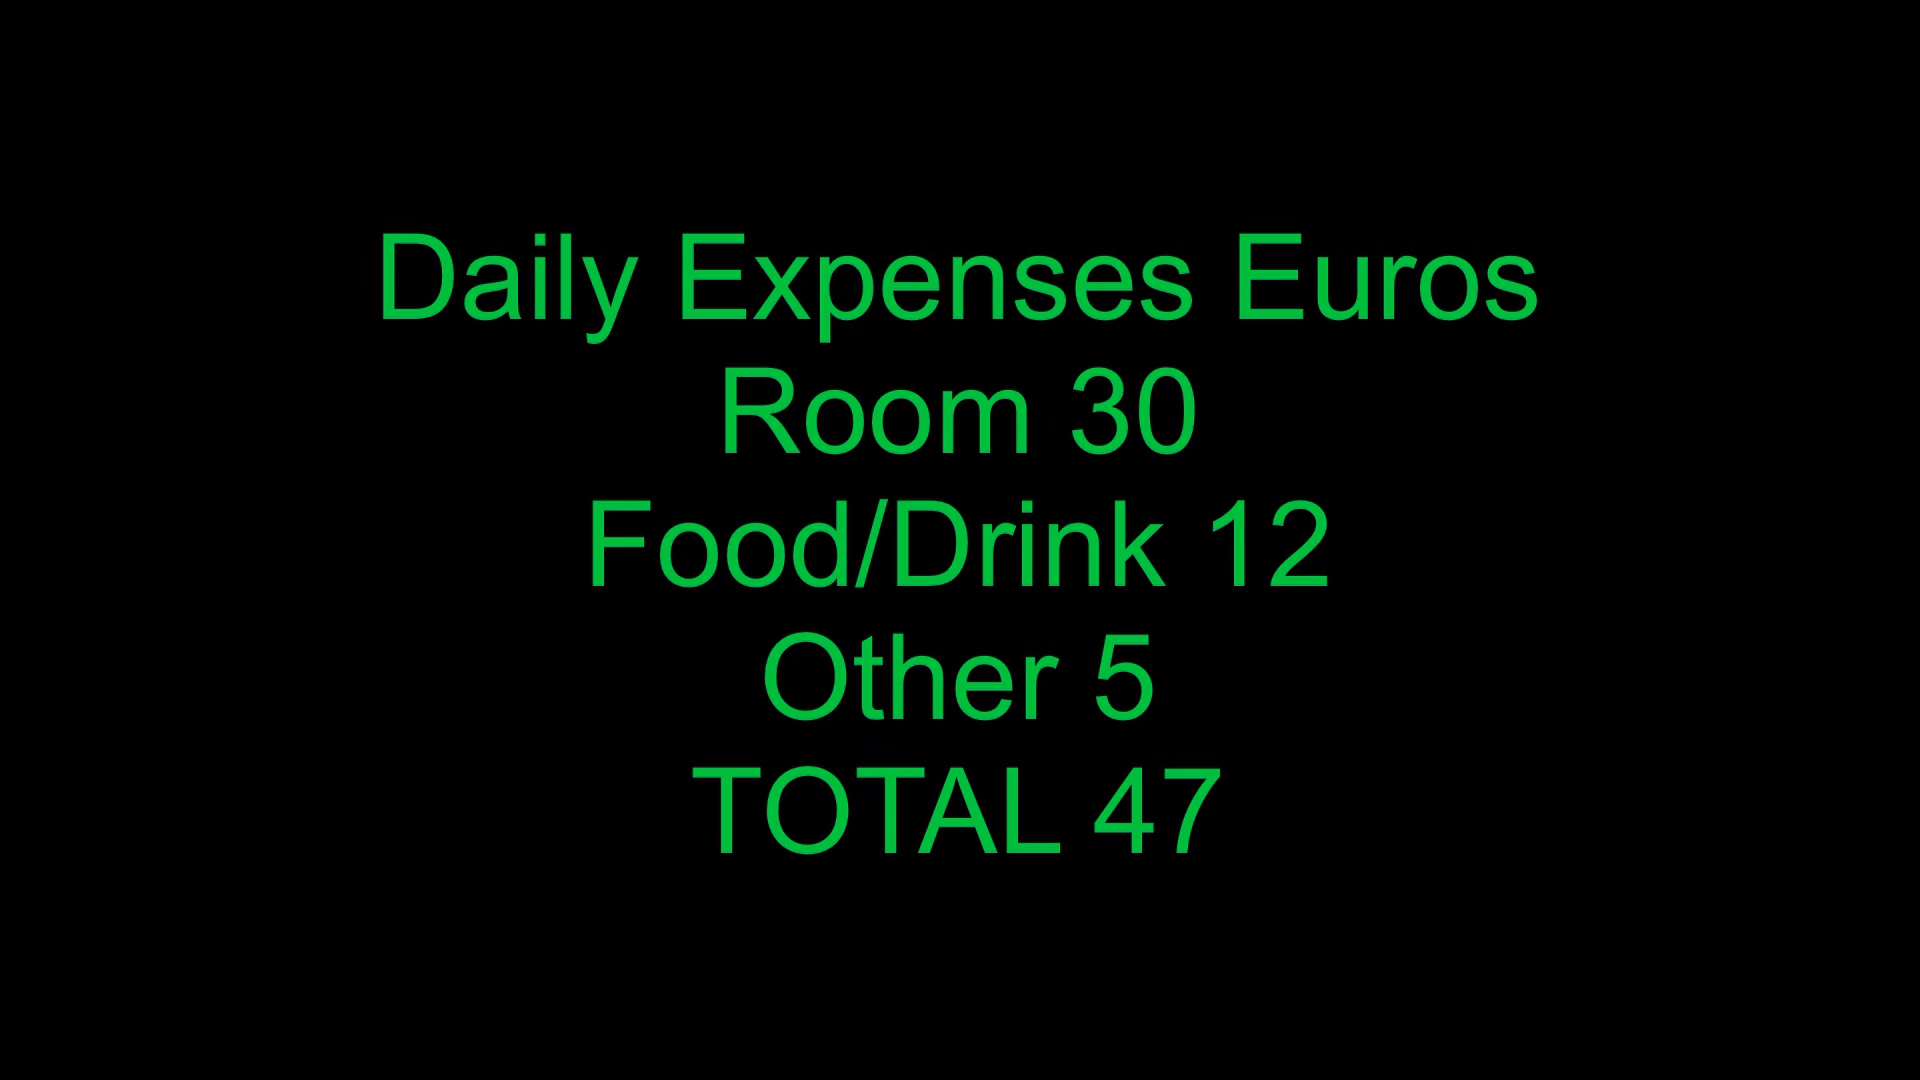 Daily Expenses Euros
Room 30
Food/Drink 12
Other 5
TOTAL 47